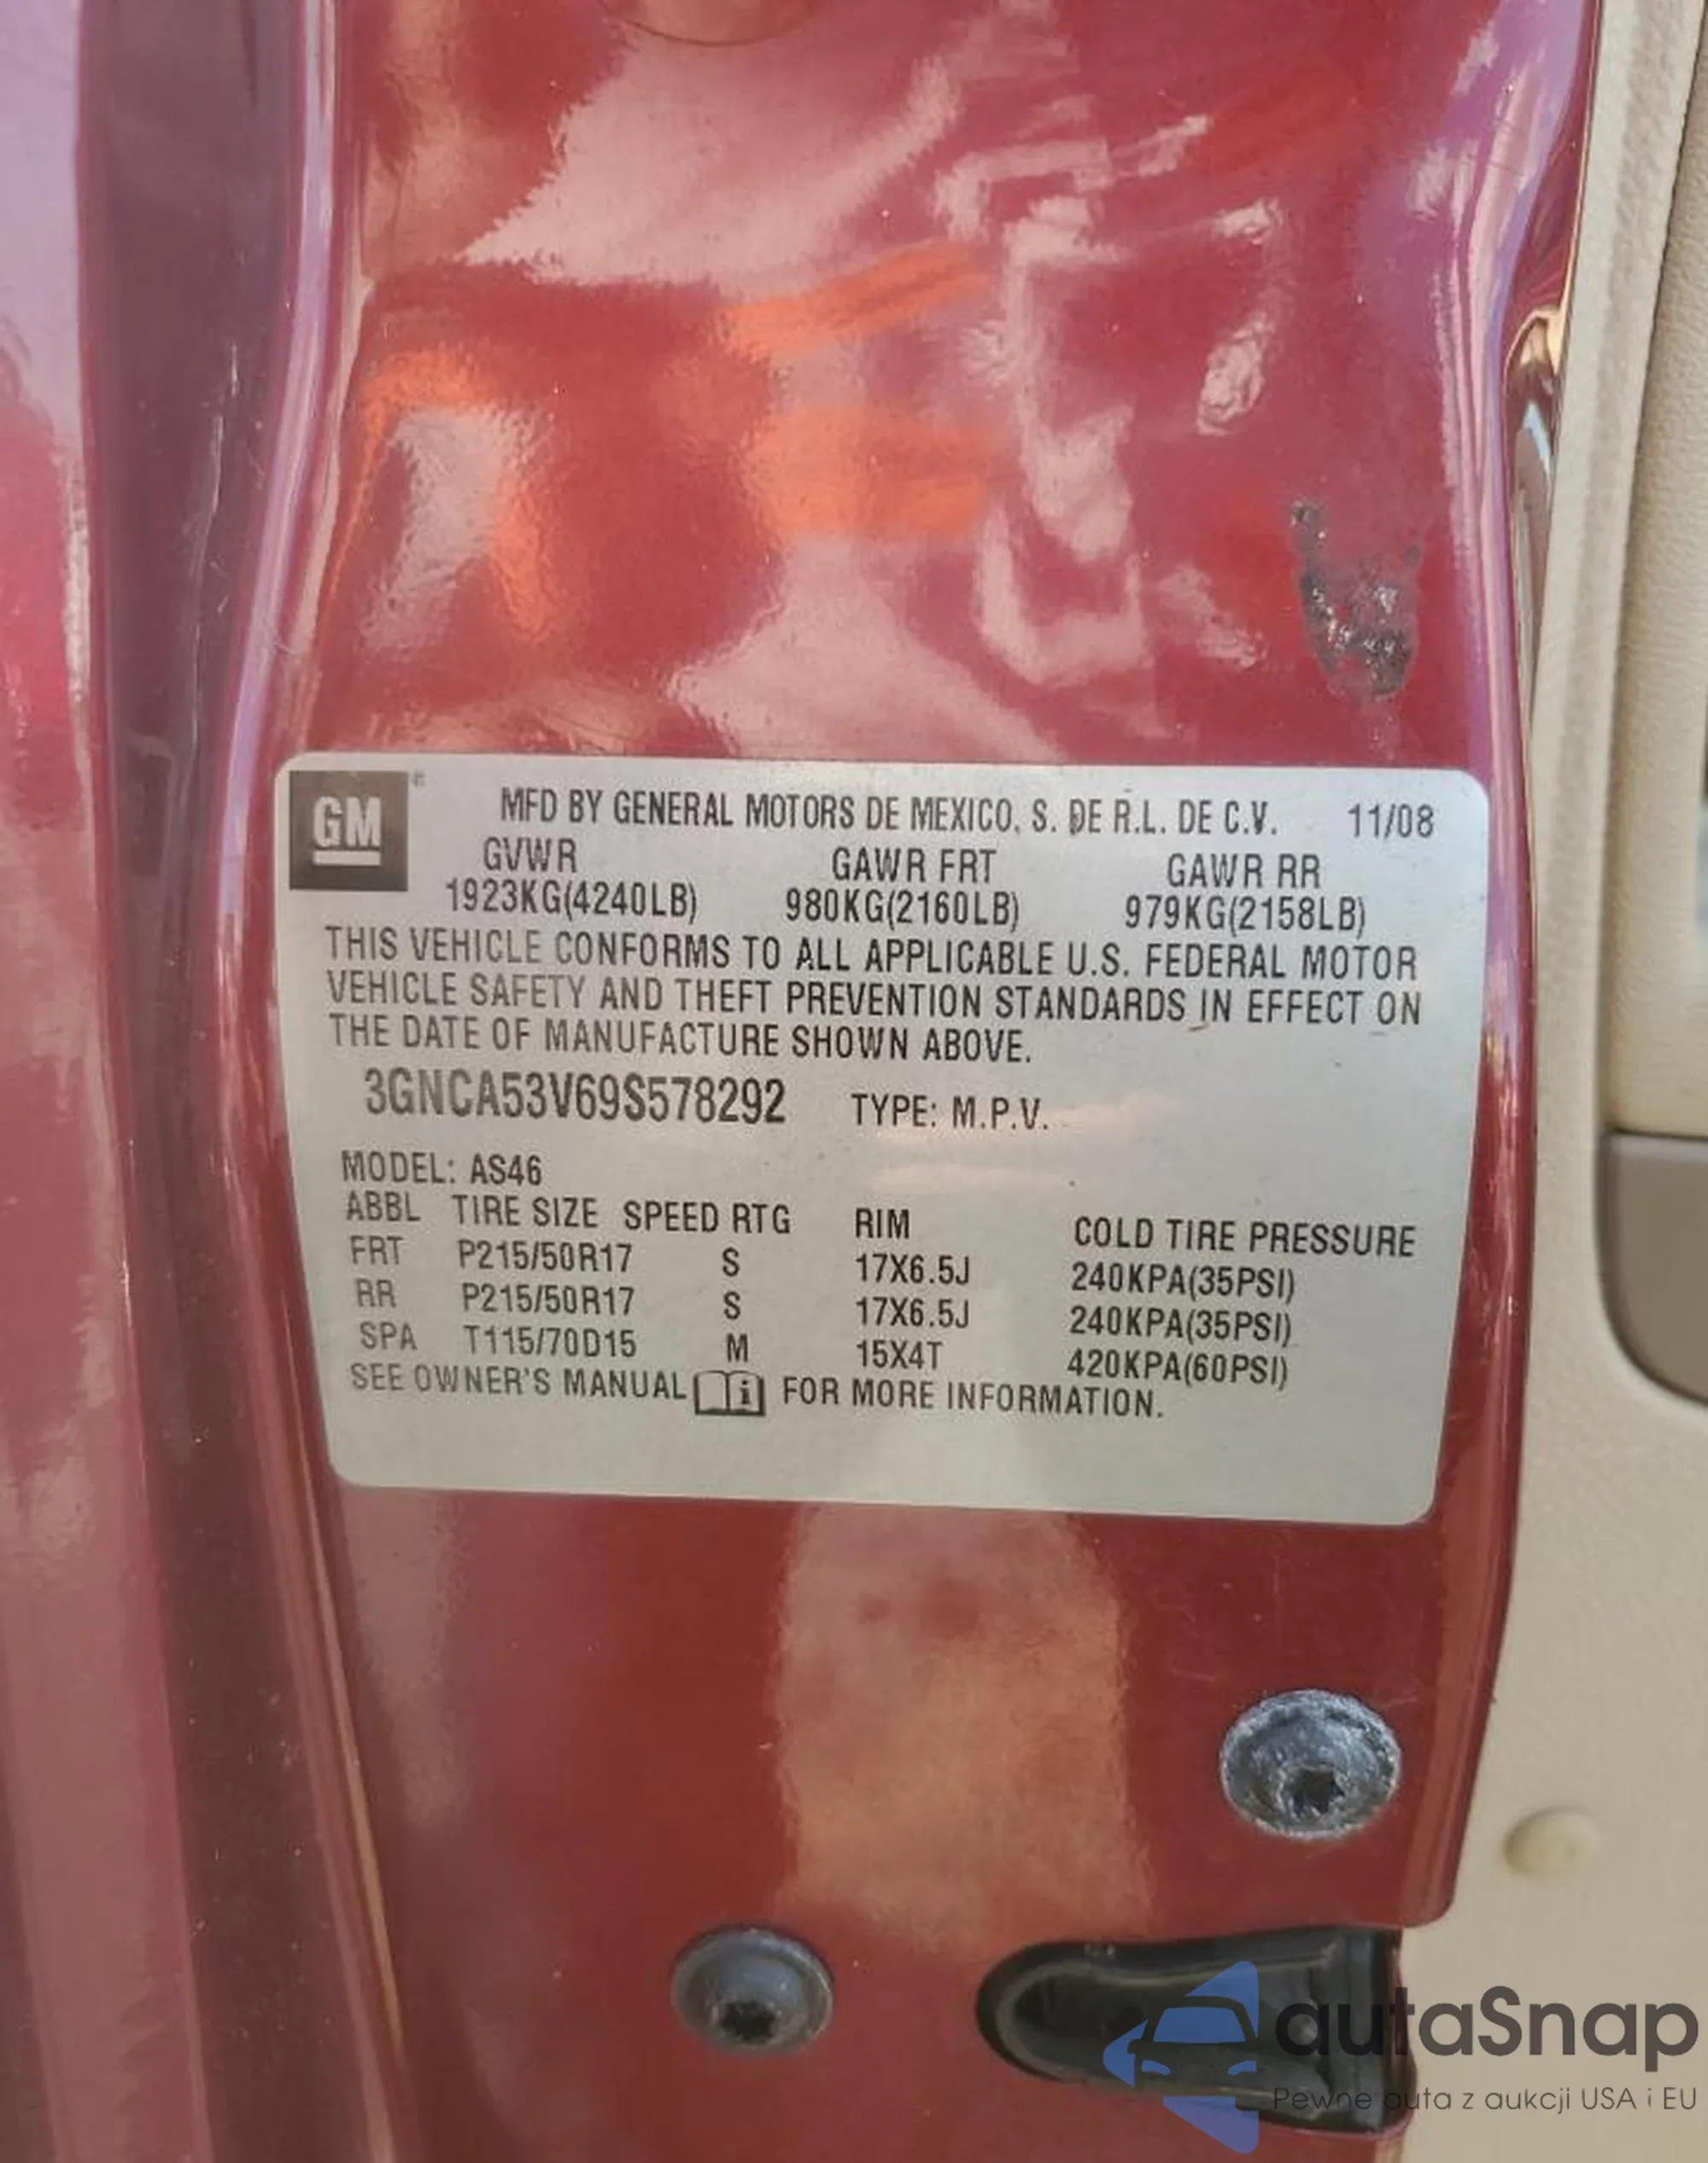 GM
MFD BY GENERAL MOTORS DE MEXICO, S. DE R.L. DE C.V. 11/08
GVWR GAWR FRT GAWR RR
1923KG(4240LB) 980KG(2160LB) 979KG(2158LB)
THIS VEHICLE CONFORMS TO ALL APPLICABLE U.S. FEDERAL MOTOR
VEHICLE SAFETY AND THEFT PREVENTION STANDARDS IN EFFECT ON
THE DATE OF MANUFACTURE SHOWN ABOVE.
3GNCA53V69S578292 TYPE: M.P.V.
MODEL: AS46
ABBL TIRE SIZE SPEED RTG RIM COLD TIRE PRESSURE
FRT P215/50R17 S 17X6.5J 240KPA(35PSI)
RR P215/50R17 S 17X6.5J 240KPA(35PSI)
SPA T115/70D15 M 15X4T 420KPA(60PSI)
SEE OWNER'S MANUAL i FOR MORE INFORMATION.
autaSnap
Pewne auta z aukcji USA i EU